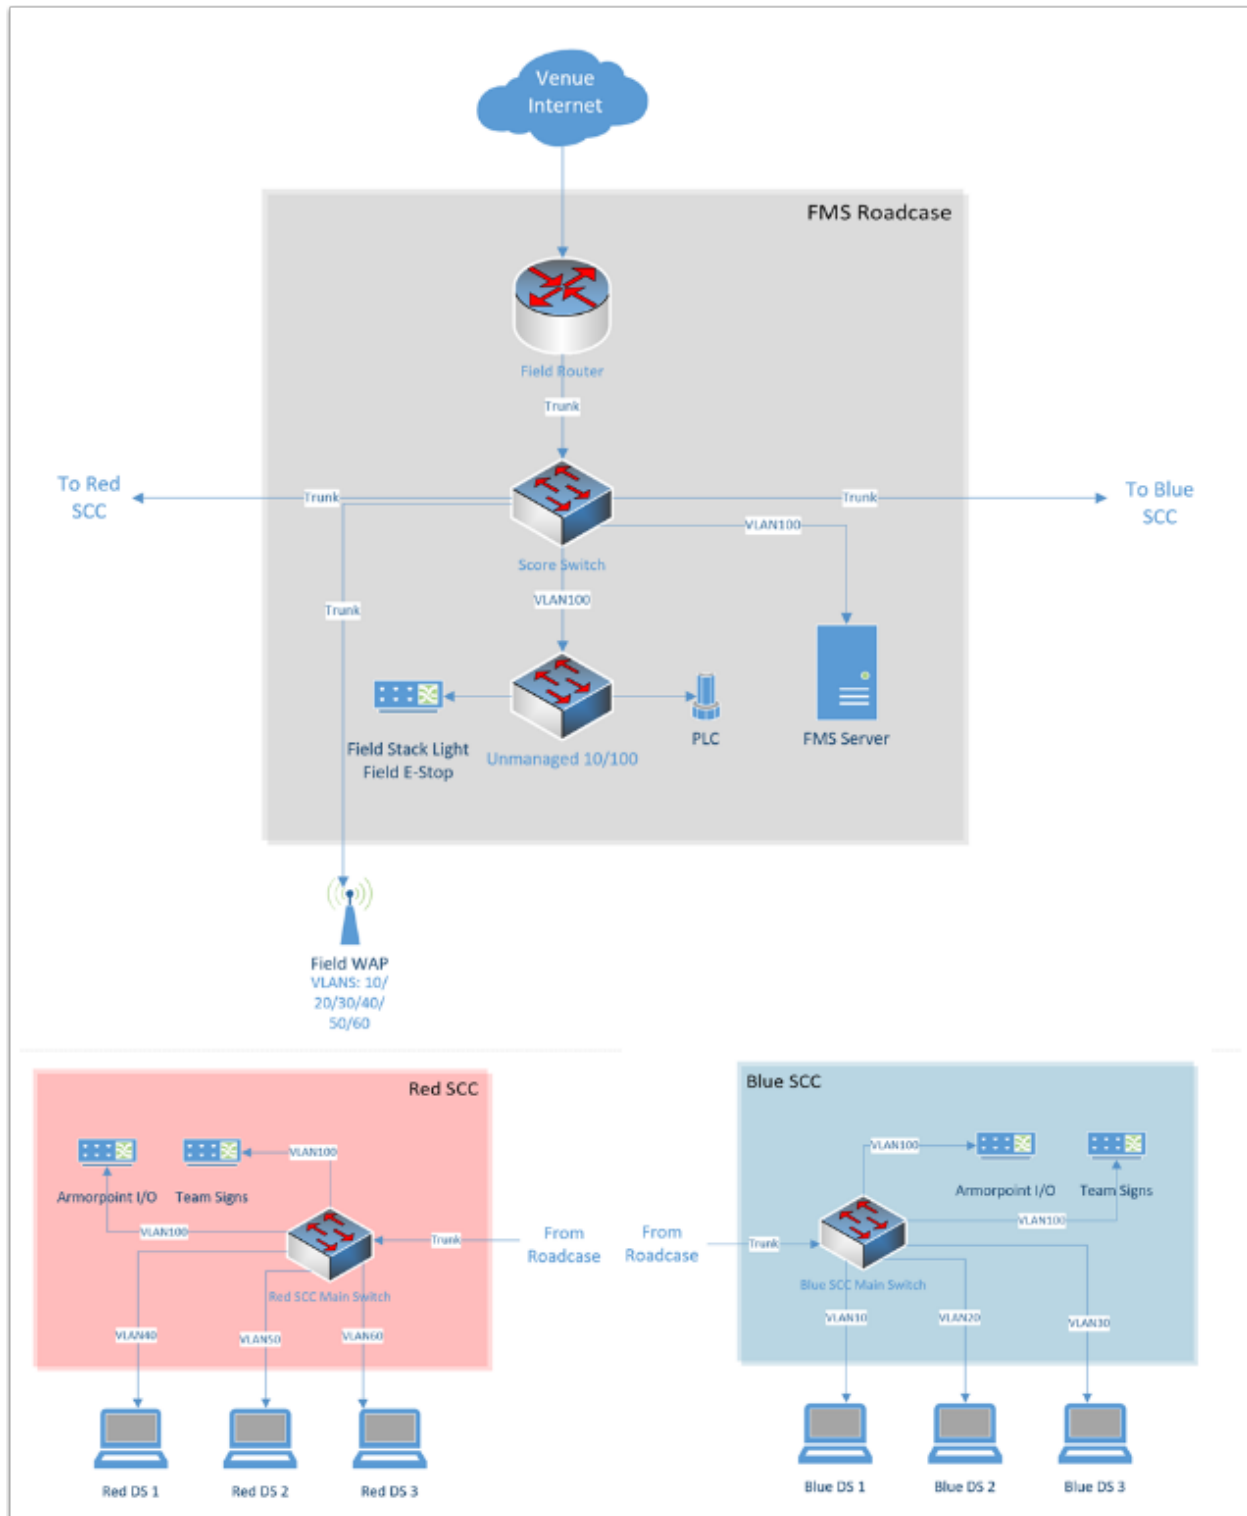 Venue
Internet
FMS Roadcase
Field Router
Trunk
To Red
SCC
Trunk
Trunk
To Blue
SCC
VLAN100
Score Switch
VLAN100
Trunk
Field Stack Light
Field E-Stop
Unmanaged 10/100
PLC
FMS Server
Field WAP
VLANS: 10/
20/30/40/
50/60
Red SCC
VLAN100
Armorpoint I/O
Team Signs
VLAN100
Trunk
From
Roadcase
Red SCC Main Switch
VLAN40
VLAN50
VLAN60
Red DS 1
Red DS 2
Red DS 3
Blue SCC
VLAN100
Armorpoint I/O
Team Signs
VLAN100
From
Roadcase
Trunk
Blue SCC Main Switch
VLAN10
VLAN20
VLAN30
Blue DS 1
Blue DS 2
Blue DS 3